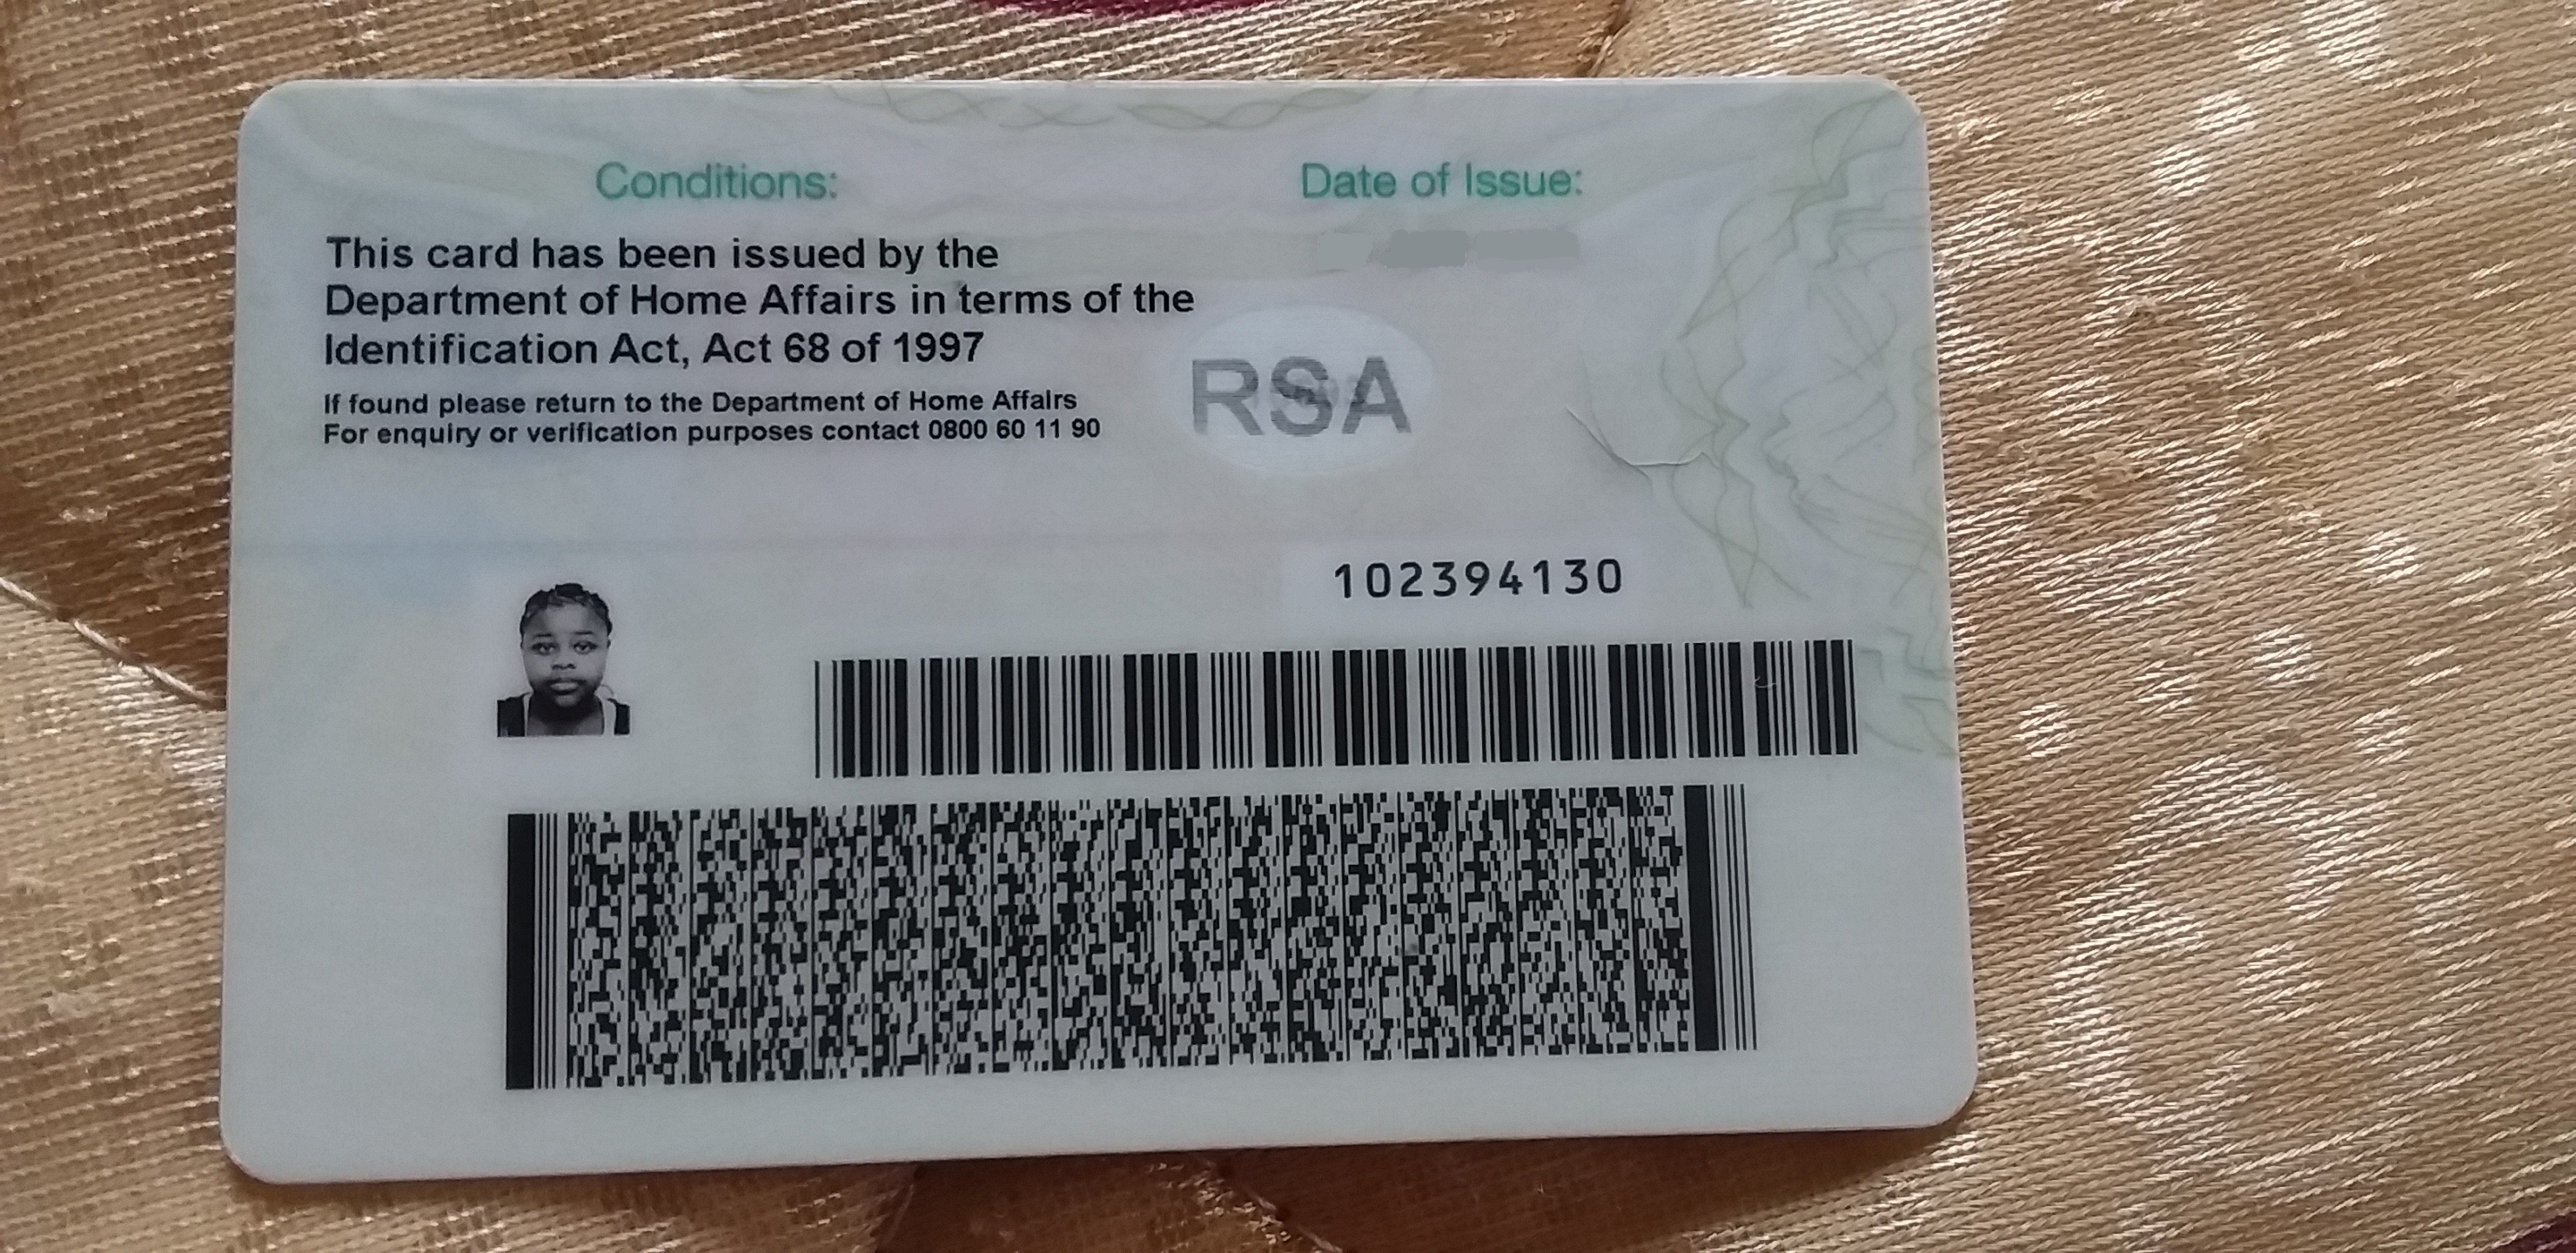 Conditions:
This card has been issued by the
Department of Home Affairs in terms of the
Identification Act, Act 68 of 1997
If found please return to the Department of Home Affairs
For enquiry or verification purposes contact 0800 60 11 90
Date of Issue:
RSA
102394130